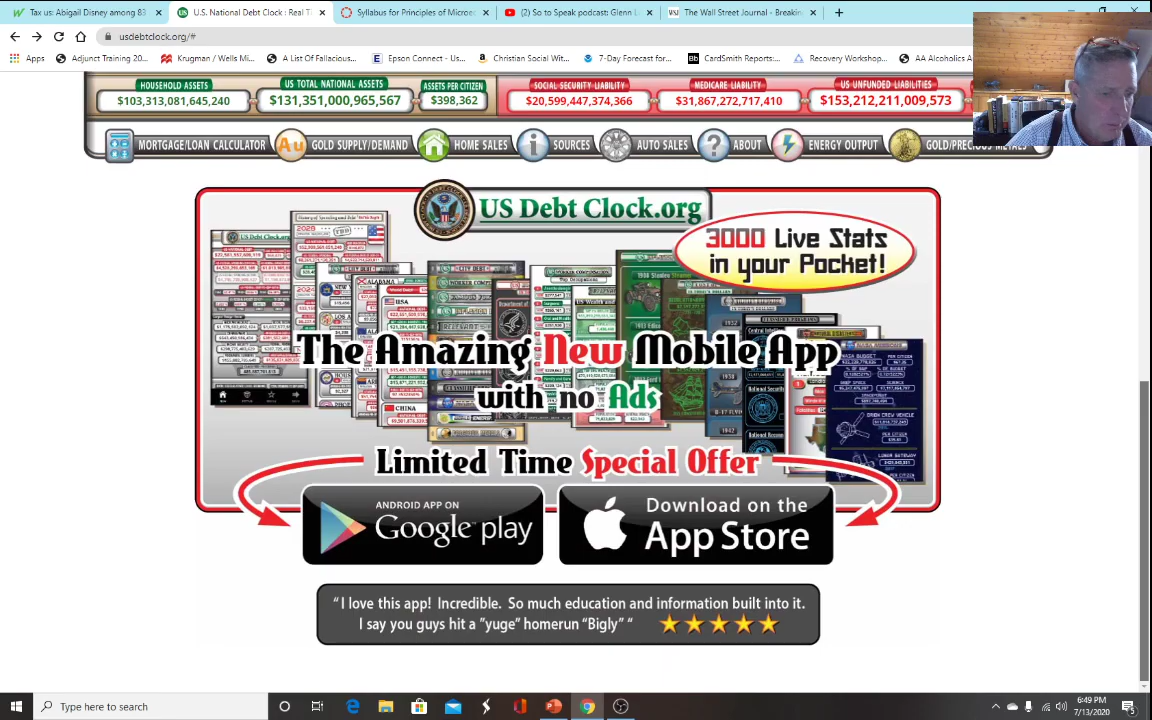 Tax us: Abigail Disney among 83
U.S. National Debt Clock : Real Ti
Syllabus for Principles of Microe
(2) So to Speak podcast: Glenn L
The Wall Street Journal - Breakin
usdebtclock.org/#
Apps
Adjunct Training 20...
Krugman / Wells Mi...
A List Of Fallacious...
Epson Connect - Us...
Christian Social Wit...
7-Day Forecast for...
CardSmith Reports:...
Recovery Workshop...
AA Alcoholics A
HOUSEHOLD ASSETS
US TOTAL NATIONAL ASSETS
ASSETS PER CITIZEN
SOCIAL SECURITY LIABILITY
MEDICARE LIABILITY
US UNFUNDED LIABILITIES
$103,313,081,645,240
$131,351,000,965,567
$398,362
$20,599,447,374,366
$31,867,272,717,410
$153,212,211,009,573
MORTGAGE/LOAN CALCULATOR
Au GOLD SUPPLY/DEMAND
HOME SALES
SOURCES
AUTO SALES
? ABOUT
ENERGY OUTPUT
GOLD/PRECIOUS METALS
US Debt Clock.org
3000 Live Stats
in your Pocket!
The Amazing New Mobile App
with no Ads
Limited Time Special Offer
ANDROID APP ON
Google play
Download on the
App Store
"I love this app! Incredible. So much education and information built into it.
I say you guys hit a "yuge" homerun "Bigly" "
USA
CHINA
ALABAMA
Type here to search
6:49 PM
7/13/2020
5